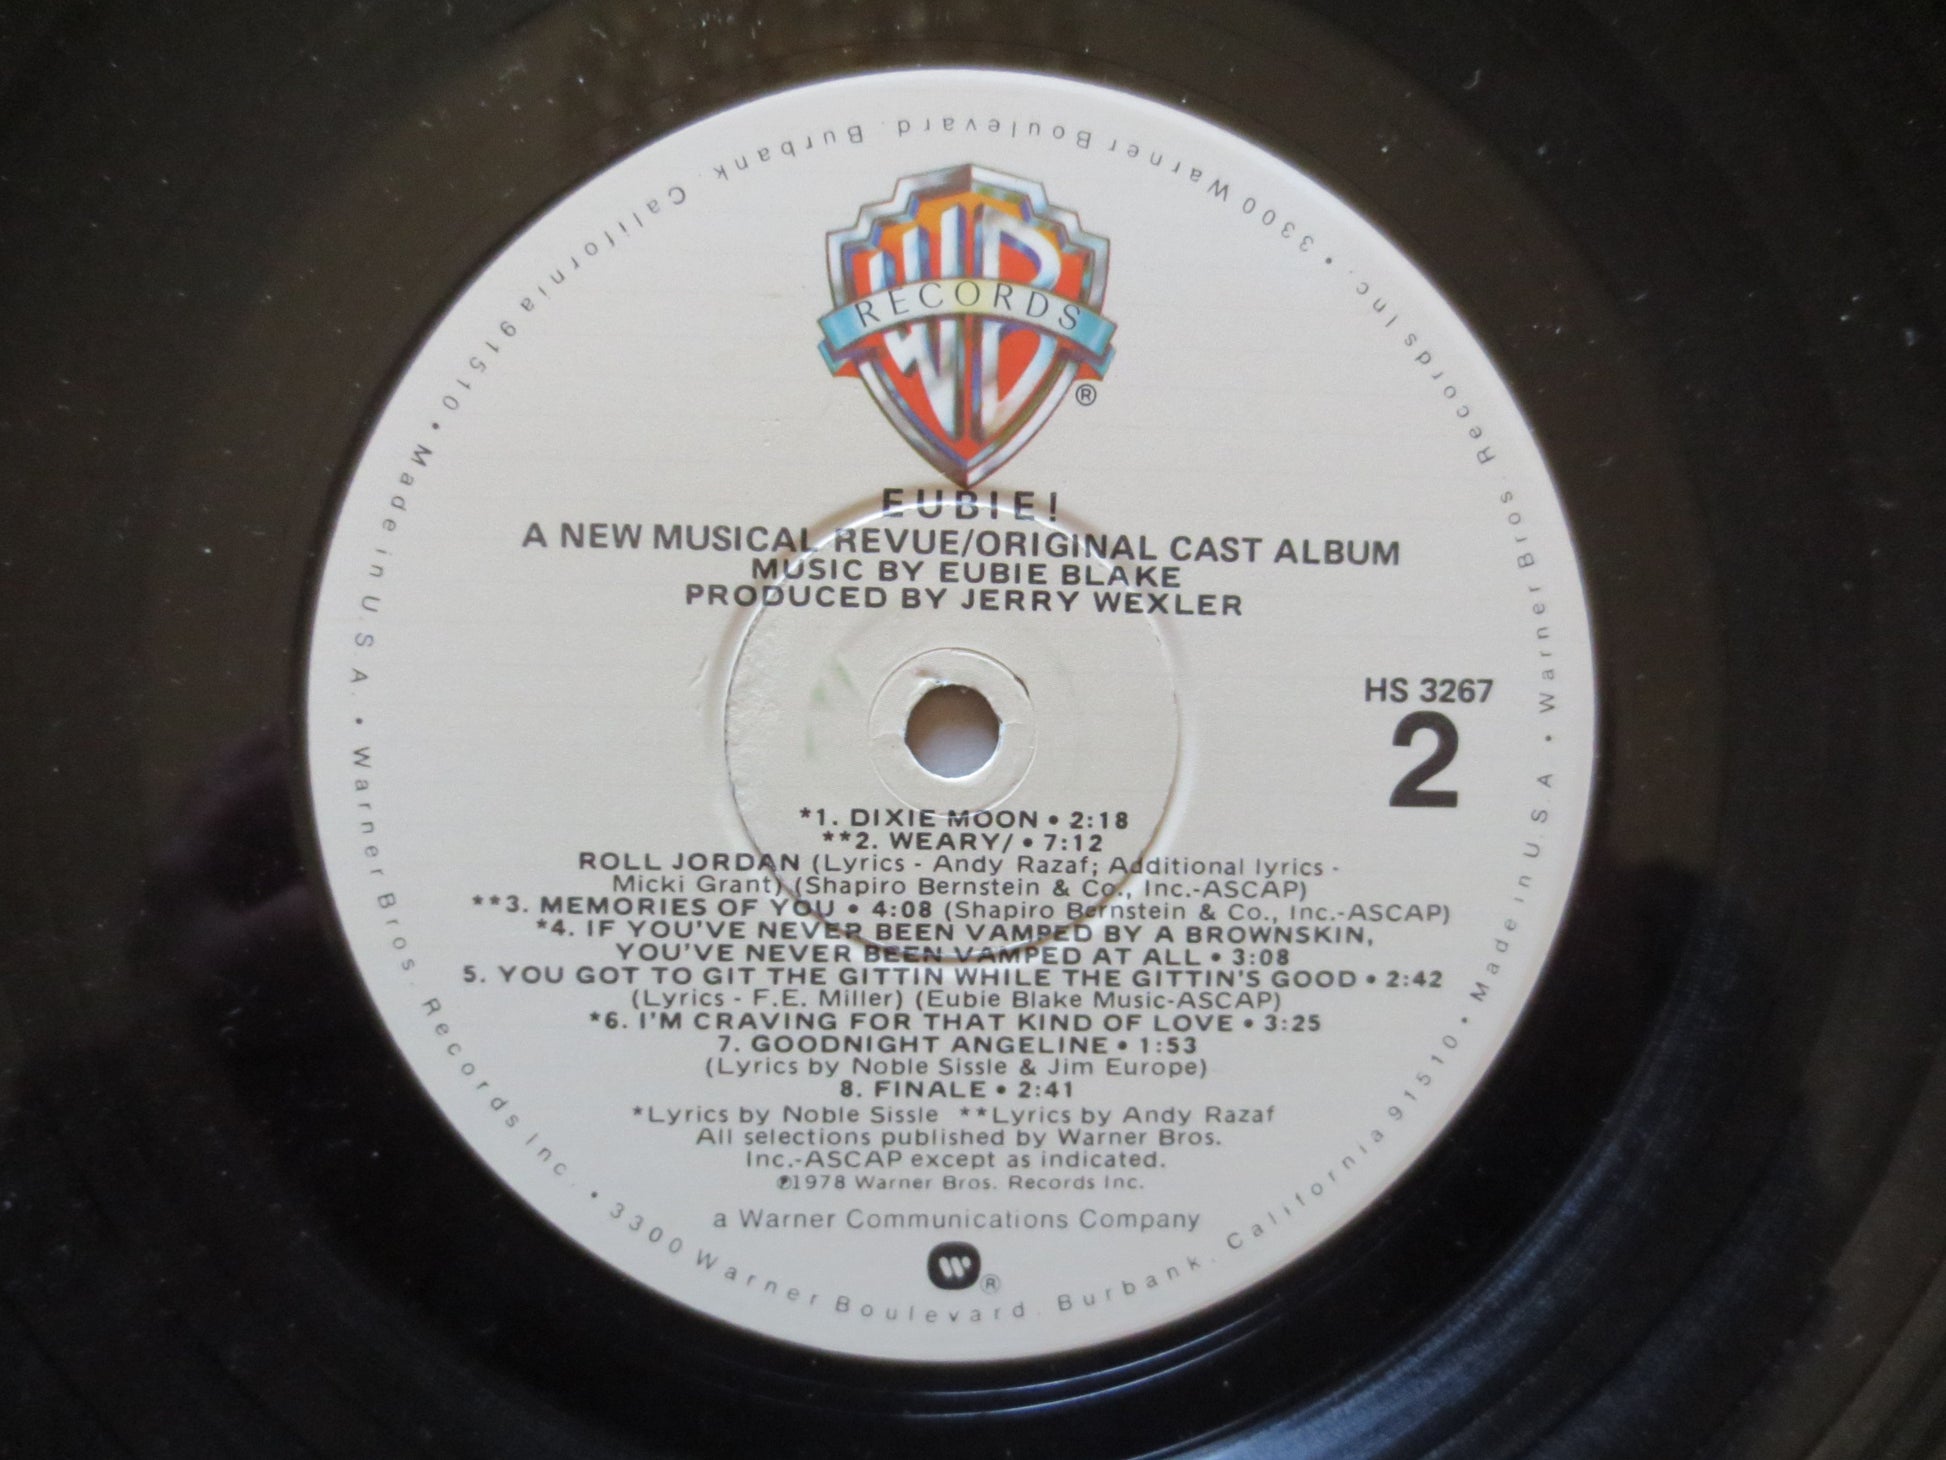 RECORDS
WB
®
EUBIE!
A NEW MUSICAL REVUE/ORIGINAL CAST ALBUM
MUSIC BY EUBIE BLAKE
PRODUCED BY JERRY WEXLER
HS 3267
2
*1. DIXIE MOON • 2:18
**2. WEARY/ • 7:12
ROLL JORDAN (Lyrics - Andy Razaf; Additional lyrics -
Micki Grant) (Shapiro Bernstein & Co., Inc.-ASCAP)
**3. MEMORIES OF YOU • 4:08 (Shapiro Bernstein & Co., Inc.-ASCAP)
*4. IF YOU'VE NEVER BEEN VAMPED BY A BROWNSKIN,
YOU'VE NEVER BEEN VAMPED AT ALL • 3:08
5. YOU GOT TO GIT THE GITTIN WHILE THE GITTIN'S GOOD • 2:42
(Lyrics - F.E. Miller) (Eubie Blake Music-ASCAP)
*6. I'M CRAVING FOR THAT KIND OF LOVE • 3:25
7. GOODNIGHT ANGELINE • 1:53
(Lyrics by Noble Sissle & Jim Europe)
8. FINALE • 2:41
*Lyrics by Noble Sissle **Lyrics by Andy Razaf
All selections published by Warner Bros.
Inc.-ASCAP except as indicated.
℗1978 Warner Bros. Records Inc.
a Warner Communications Company
®
Warner Bros. Records Inc. • 3300 Warner Boulevard. Burbank. California 91510 • Made in U.S.A. • Warner Bros. Records Inc. • 3300 Warner Boulevard. Burbank. California 91510 • Made in U.S.A •